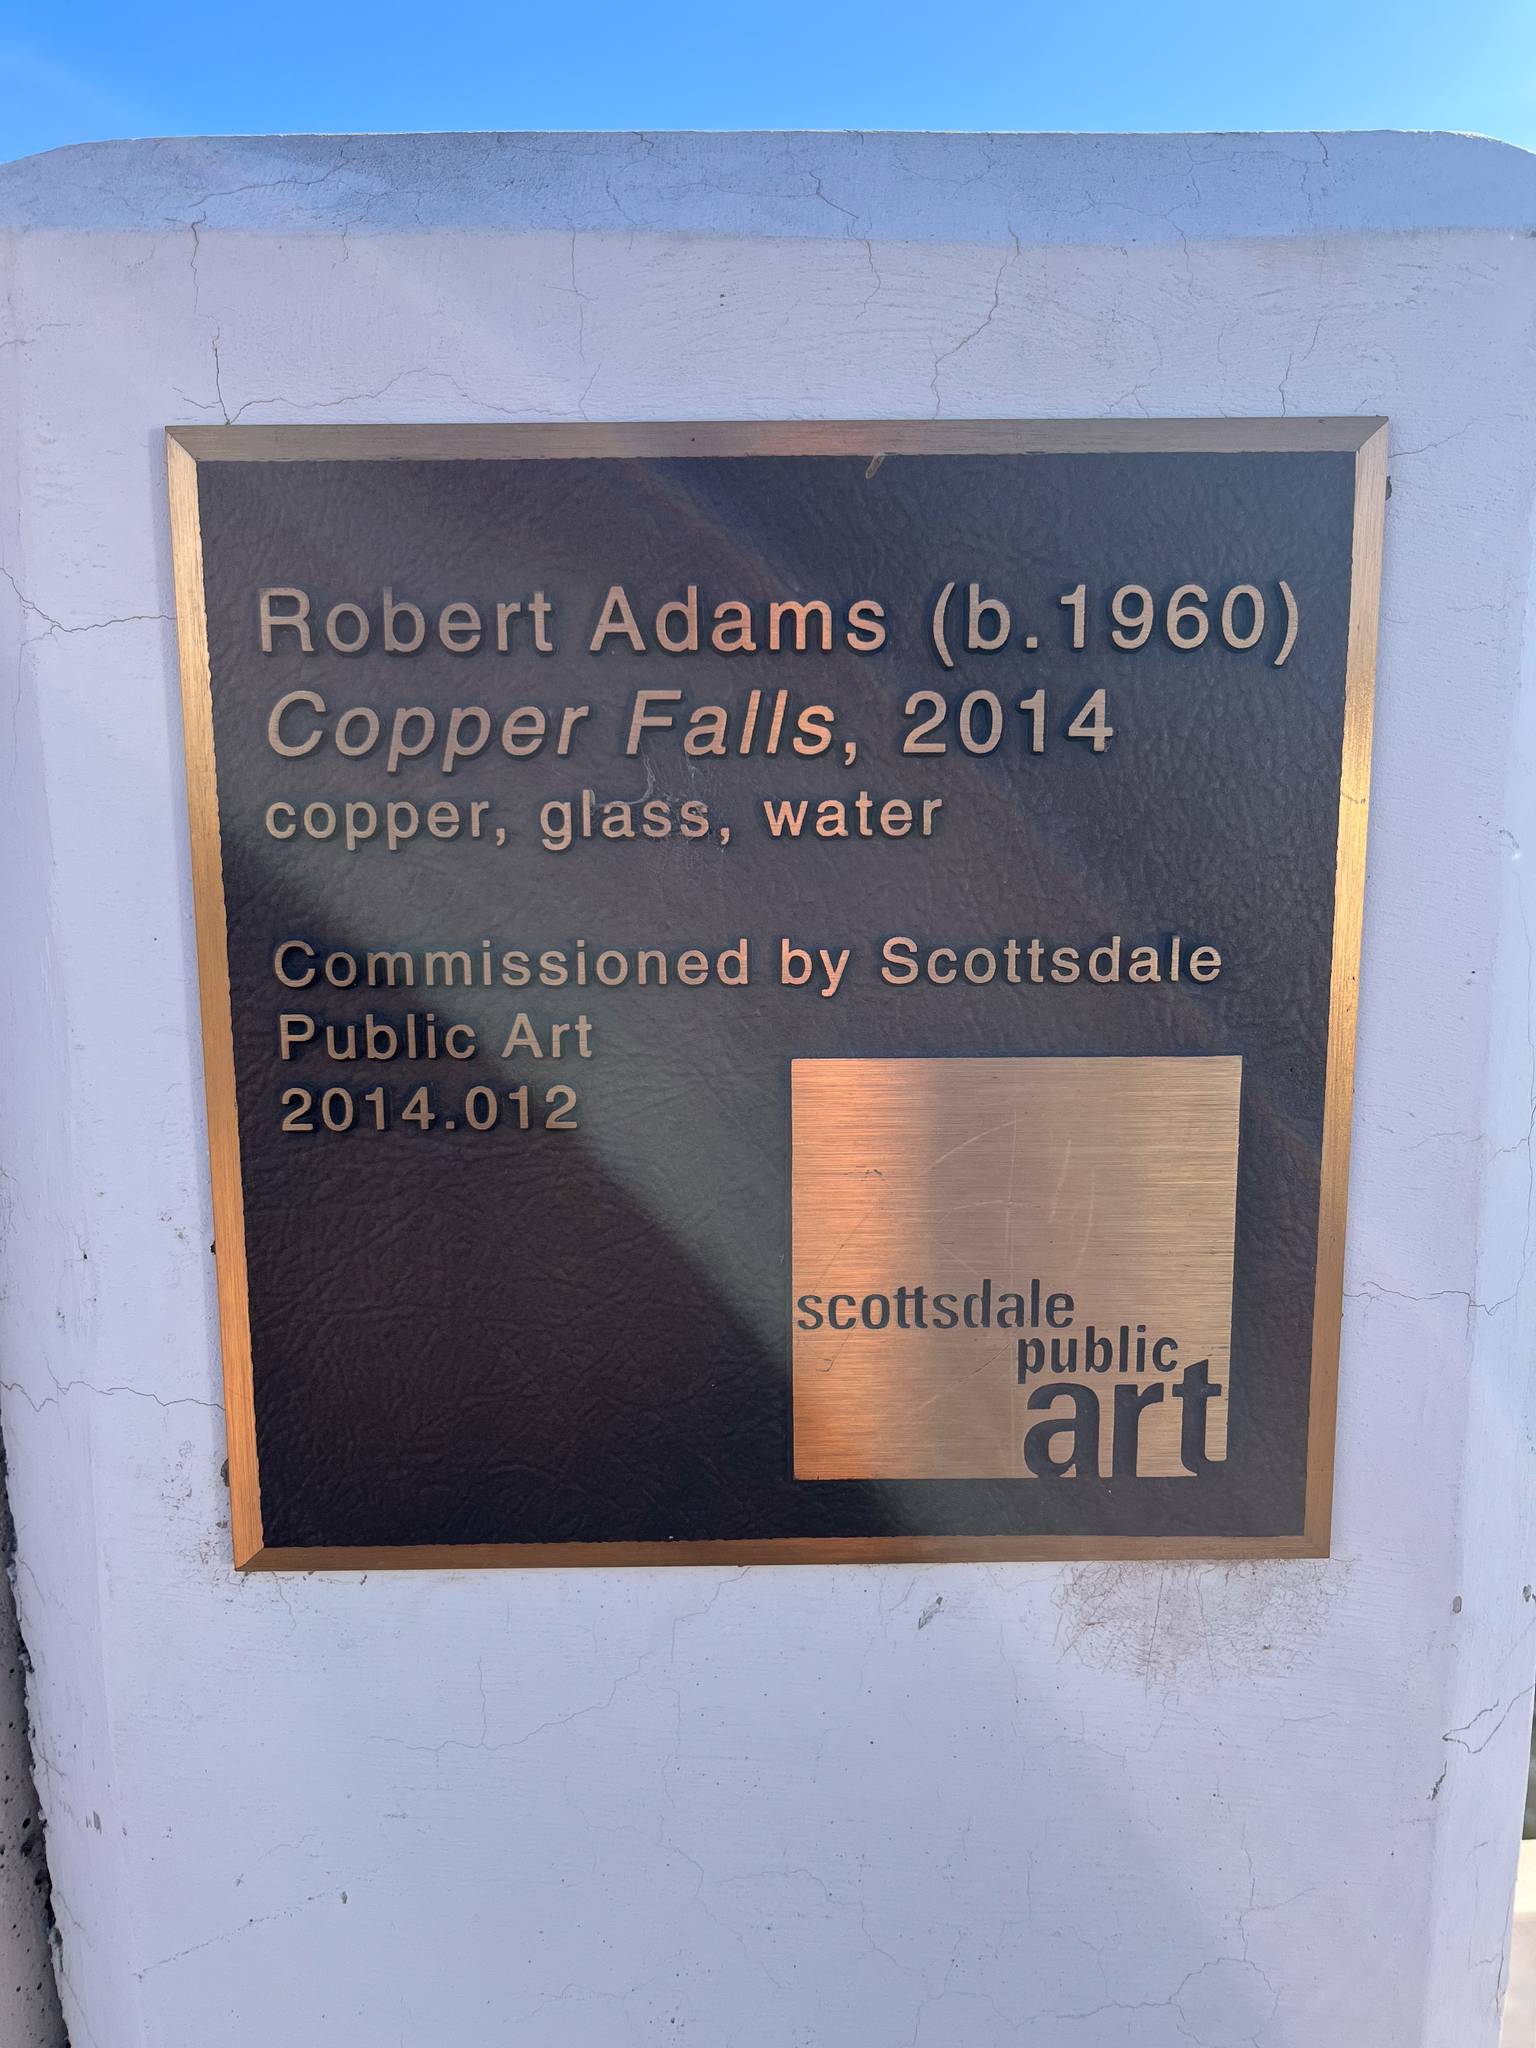 Robert Adams (b.1960)
Copper Falls, 2014
copper, glass, water
Commissioned by Scottsdale
Public Art
2014.012
scottsdale
public
art